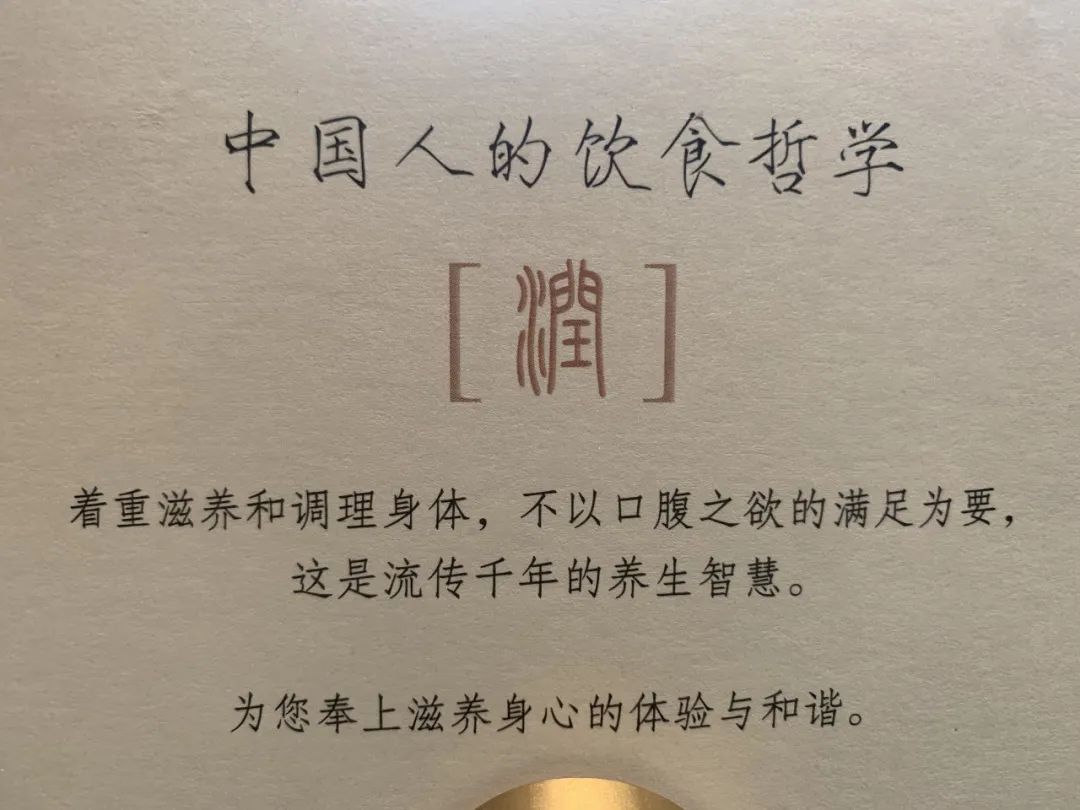 中国人的饮食哲学
[潤]
着重滋养和调理身体，不以口腹之欲的满足为要，
这是流传千年的养生智慧。
为您奉上滋养身心的体验与和谐。